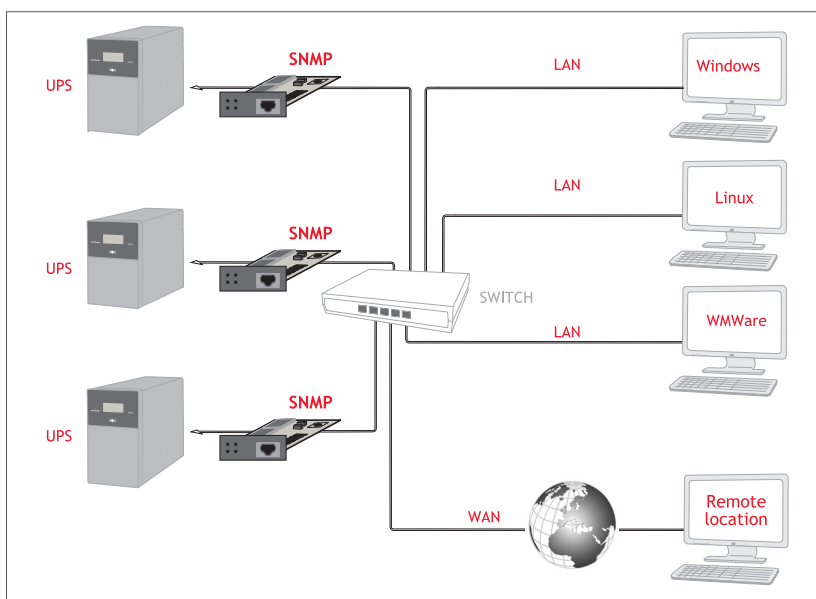 SNMP
UPS
LAN
Windows
SNMP
UPS
LAN
Linux
SWITCH
LAN
WMWare
SNMP
UPS
WAN
Remote
location